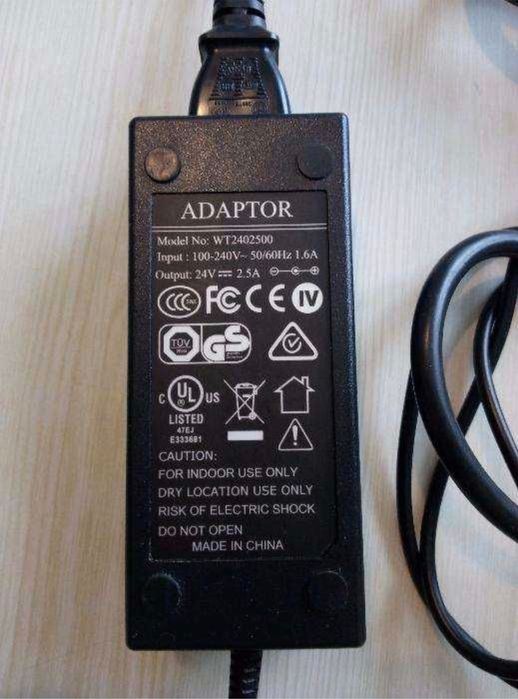 ADAPTOR
Model No: WT2402500
Input : 100-240V~ 50/60Hz 1.6A
Output: 24V⎓ 2.5A
CCC FC CE IV
TÜV GS
C UL US
LISTED
47EJ
E333681
CAUTION:
FOR INDOOR USE ONLY
DRY LOCATION USE ONLY
RISK OF ELECTRIC SHOCK
DO NOT OPEN
MADE IN CHINA